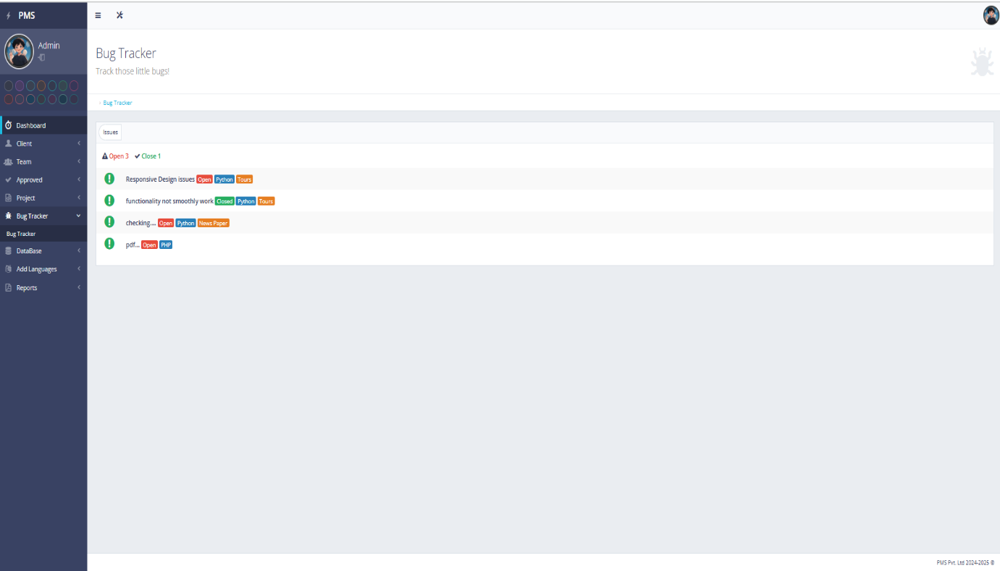 PMS
Admin
Dashboard
Client
Team
Approved
Project
Bug Tracker
Bug Tracker
DataBase
Add Languages
Reports
Bug Tracker
Track those little bugs!
Bug Tracker
Issues
Open 3 Close 1
Responsive Design issues Open Python Tours
functionality not smoothly work Closed Python Tours
checking.... Open Python News Paper
pdf... Open PHP
PMS Pvt. Ltd 2024-2025 ©